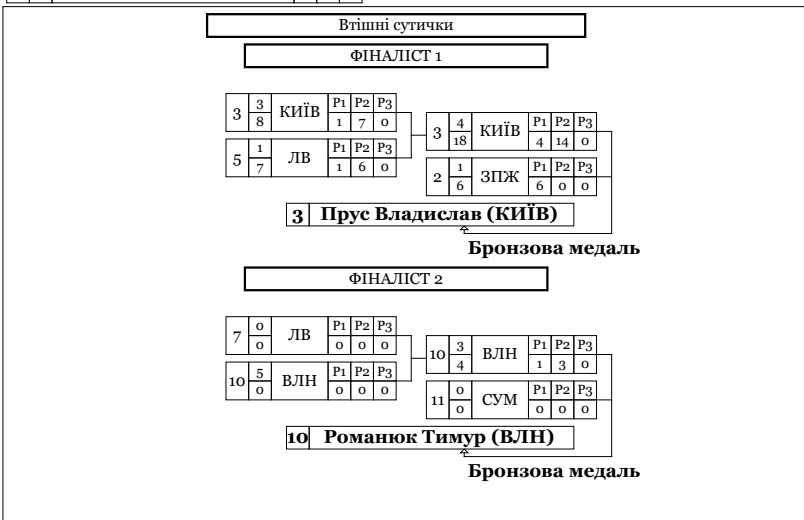 Втішні сутички
ФІНАЛІСТ 1
3 3 8 КИЇВ P1 P2 P3 1 7 0
5 1 7 ЛВ P1 P2 P3 1 6 0
3 4 18 КИЇВ P1 P2 P3 4 14 0
2 1 6 ЗПЖ P1 P2 P3 6 0 0
3 Прус Владислав (КИЇВ)
Бронзова медаль
ФІНАЛІСТ 2
7 0 0 ЛВ P1 P2 P3 0 0 0
10 5 0 ВЛН P1 P2 P3 0 0 0
10 3 4 ВЛН P1 P2 P3 1 3 0
11 0 0 СУМ P1 P2 P3 0 0 0
10 Романюк Тимур (ВЛН)
Бронзова медаль